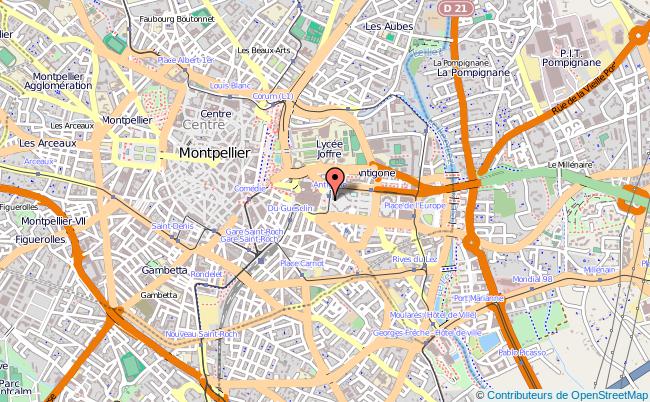 D 21
Faubourg Boutonnet
Les Aubes
Les Beaux-Arts
Le Lez
P.I.T.
Pompignane
Place Albert-1er
La Pompignane
La Pompignane
Montpellier
Agglomération
Louis Blanc
Corum (L1)
Rue de la Vieille Poste
Centre
Centre
Les Arceaux
Montpellier
Les Arceaux
Arceaux
Montpellier
Lycée
Joffre
Le Millénaire
Antigone
Comédie
Du Guesclin
Place de l'Europe
Montpellier-VII
Figuerolles
Saint-Denis
Gare Saint-Roch
Gare Saint-Roch
Gambetta
Rondelet
Place Carnot
Rives du Lez
Millénaire
Mondial 98
Gambetta
Port Marianne
Moularès (Hôtel de Ville)
Nouveau Saint-Roch
Georges Frêche - Hôtel de ville
Pablo Picasso
Parc
© Contributeurs de OpenStreetMap